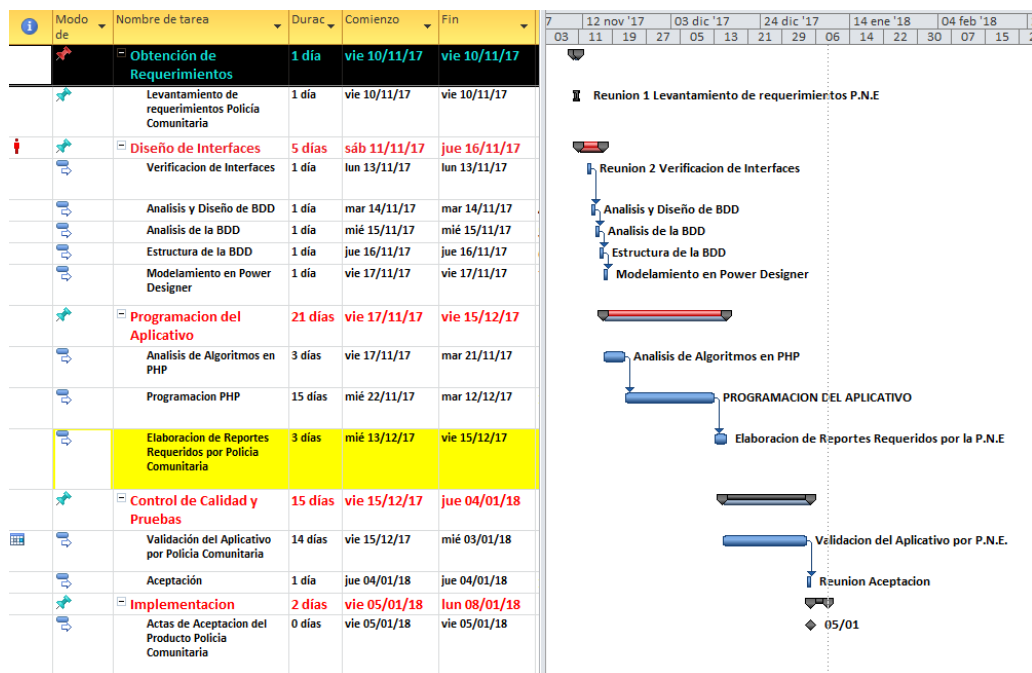 Modo de
Nombre de tarea
Durac
Comienzo
Fin
7
12 nov '17
03 dic '17
24 dic '17
14 ene '18
04 feb '18
03 11 19 27 05 13 21 29 06 14 22 30 07 15
Obtención de
Requerimientos
1 día
vie 10/11/17
vie 10/11/17
Levantamiento de
requerimientos Policía
Comunitaria
1 día
vie 10/11/17
vie 10/11/17
Reunion 1 Levantamiento de requerimientos P.N.E
Diseño de Interfaces
5 días
sáb 11/11/17
jue 16/11/17
Verificacion de Interfaces
1 día
lun 13/11/17
lun 13/11/17
Reunion 2 Verificacion de Interfaces
Analisis y Diseño de BDD
1 día
mar 14/11/17
mar 14/11/17
Analisis y Diseño de BDD
Analisis de la BDD
1 día
mié 15/11/17
mié 15/11/17
Analisis de la BDD
Estructura de la BDD
1 día
jue 16/11/17
jue 16/11/17
Estructura de la BDD
Modelamiento en Power
Designer
1 día
vie 17/11/17
vie 17/11/17
Modelamiento en Power Designer
Programacion del
Aplicativo
21 días
vie 17/11/17
vie 15/12/17
Analisis de Algoritmos en
PHP
3 días
vie 17/11/17
mar 21/11/17
Analisis de Algoritmos en PHP
Programacion PHP
15 días
mié 22/11/17
mar 12/12/17
PROGRAMACION DEL APLICATIVO
Elaboracion de Reportes
Requeridos por Policia
Comunitaria
3 días
mié 13/12/17
vie 15/12/17
Elaboracion de Reportes Requeridos por la P.N.E
Control de Calidad y
Pruebas
15 días
vie 15/12/17
jue 04/01/18
Validación del Aplicativo
por Policia Comunitaria
14 días
vie 15/12/17
mié 03/01/18
Validacion del Aplicativo por P.N.E.
Aceptación
1 día
jue 04/01/18
jue 04/01/18
Reunion Aceptacion
Implementacion
2 días
vie 05/01/18
lun 08/01/18
Actas de Aceptacion del
Producto Policia
Comunitaria
0 días
vie 05/01/18
vie 05/01/18
05/01